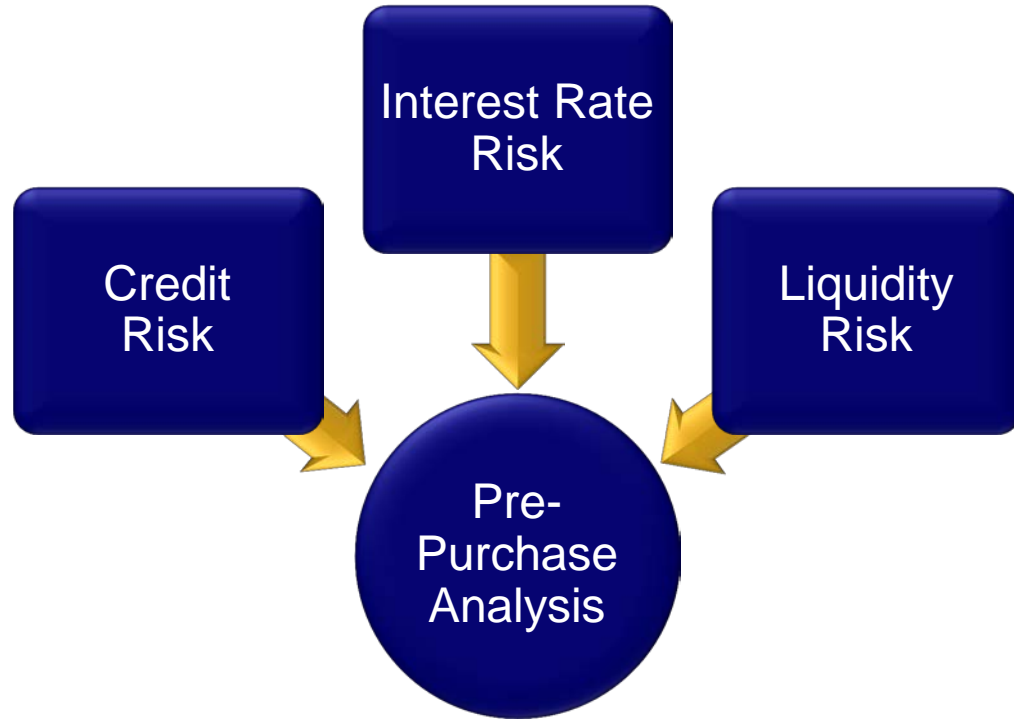 Interest Rate
Risk
Credit
Risk
Liquidity
Risk
Pre-
Purchase
Analysis